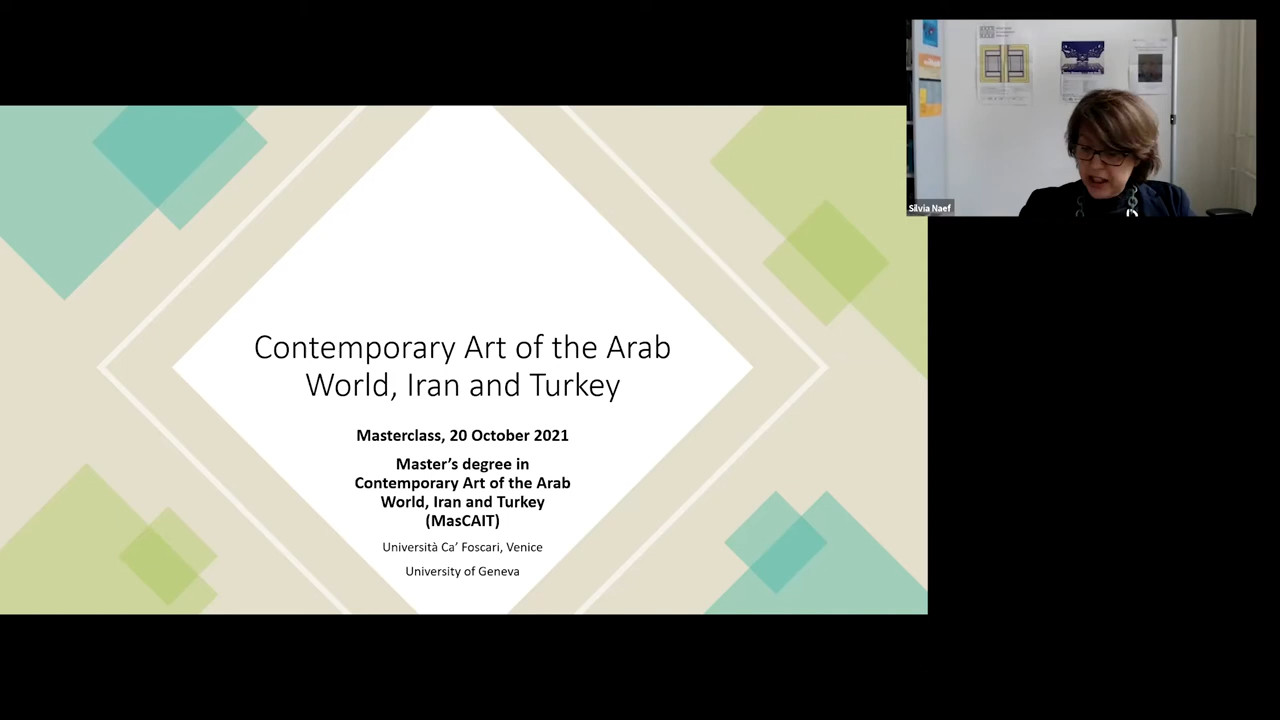 Contemporary Art of the Arab
World, Iran and Turkey
Masterclass, 20 October 2021
Master’s degree in
Contemporary Art of the Arab
World, Iran and Turkey
(MasCAIT)
Università Ca’ Foscari, Venice
University of Geneva
Silvia Naef